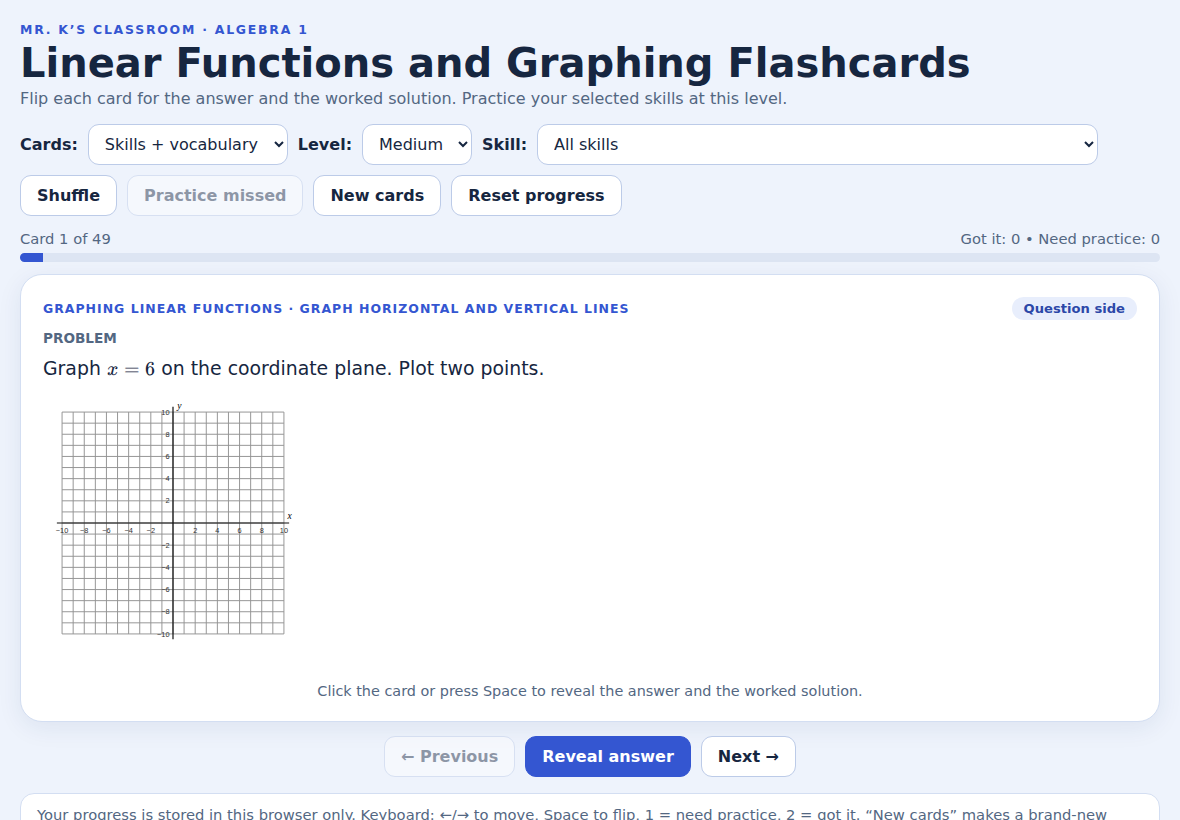 MR. K’S CLASSROOM · ALGEBRA 1
Linear Functions and Graphing Flashcards
Flip each card for the answer and the worked solution. Practice your selected skills at this level.
Cards: Skills + vocabulary Level: Medium Skill: All skills
Shuffle Practice missed New cards Reset progress
Card 1 of 49 Got it: 0 • Need practice: 0
GRAPHING LINEAR FUNCTIONS · GRAPH HORIZONTAL AND VERTICAL LINES Question side
PROBLEM
Graph x = 6 on the coordinate plane. Plot two points.
y
10
8
6
4
2
x
−10 −8 −6 −4 −2 2 4 6 8 10
−2
−4
−6
−8
−10
Click the card or press Space to reveal the answer and the worked solution.
← Previous Reveal answer Next →
Your progress is stored in this browser only. Keyboard: ←/→ to move, Space to flip, 1 = need practice, 2 = got it. “New cards” makes a brand-new